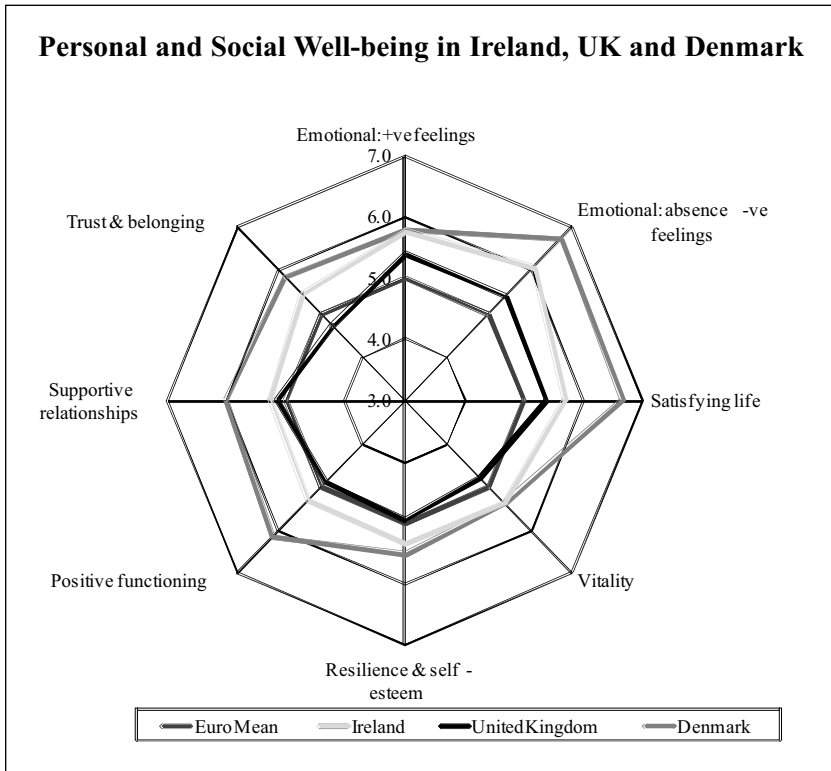 Personal and Social Well-being in Ireland, UK and Denmark
Emotional: +ve feelings
7.0
Emotional: absence -ve
feelings
Trust & belonging
6.0
5.0
4.0
3.0
Supportive
relationships
Satisfying life
Positive functioning
Vitality
Resilience & self -
esteem
Euro Mean
Ireland
United Kingdom
Denmark